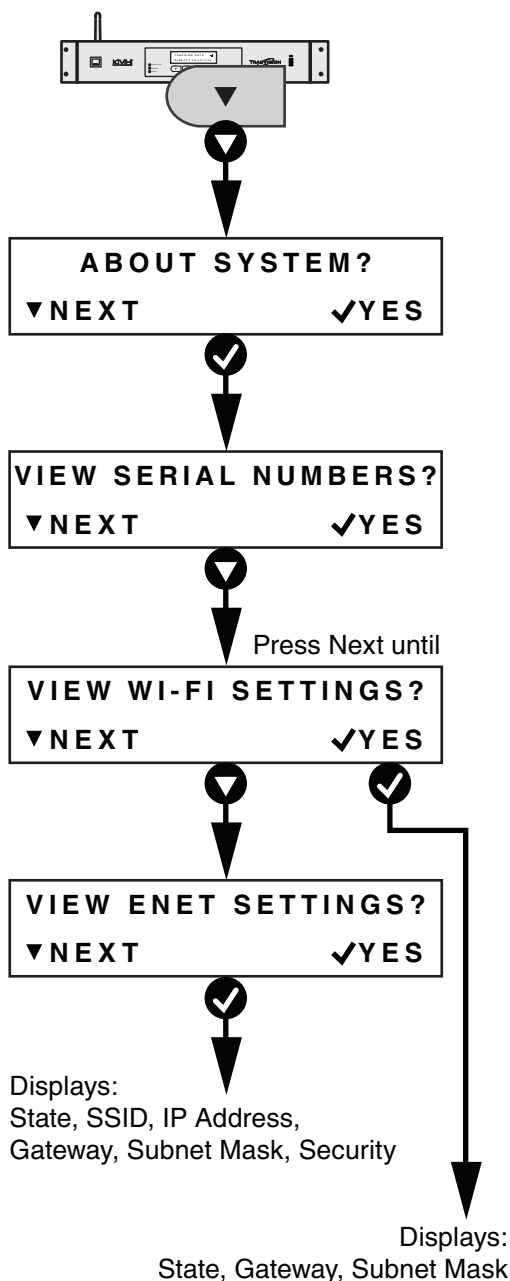 KVH
ABOUT SYSTEM?
▼NEXT ✓YES
VIEW SERIAL NUMBERS?
▼NEXT ✓YES
Press Next until
VIEW WI-FI SETTINGS?
▼NEXT ✓YES
VIEW ENET SETTINGS?
▼NEXT ✓YES
Displays:
State, SSID, IP Address,
Gateway, Subnet Mask, Security
Displays:
State, Gateway, Subnet Mask